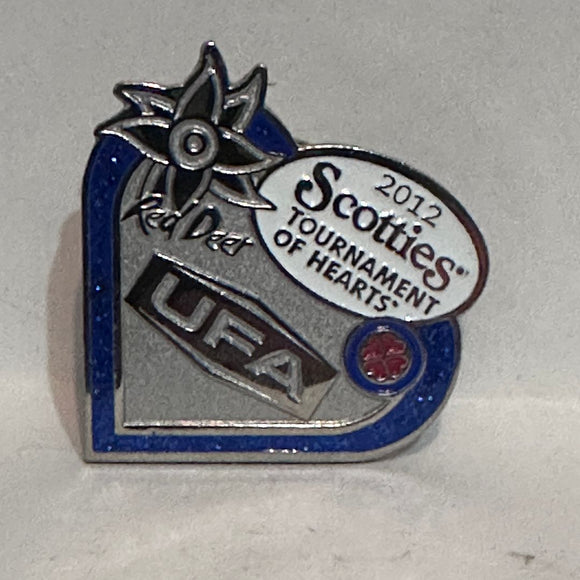 2012
Scotties®
TOURNAMENT
OF HEARTS®
Red Deer
UFA